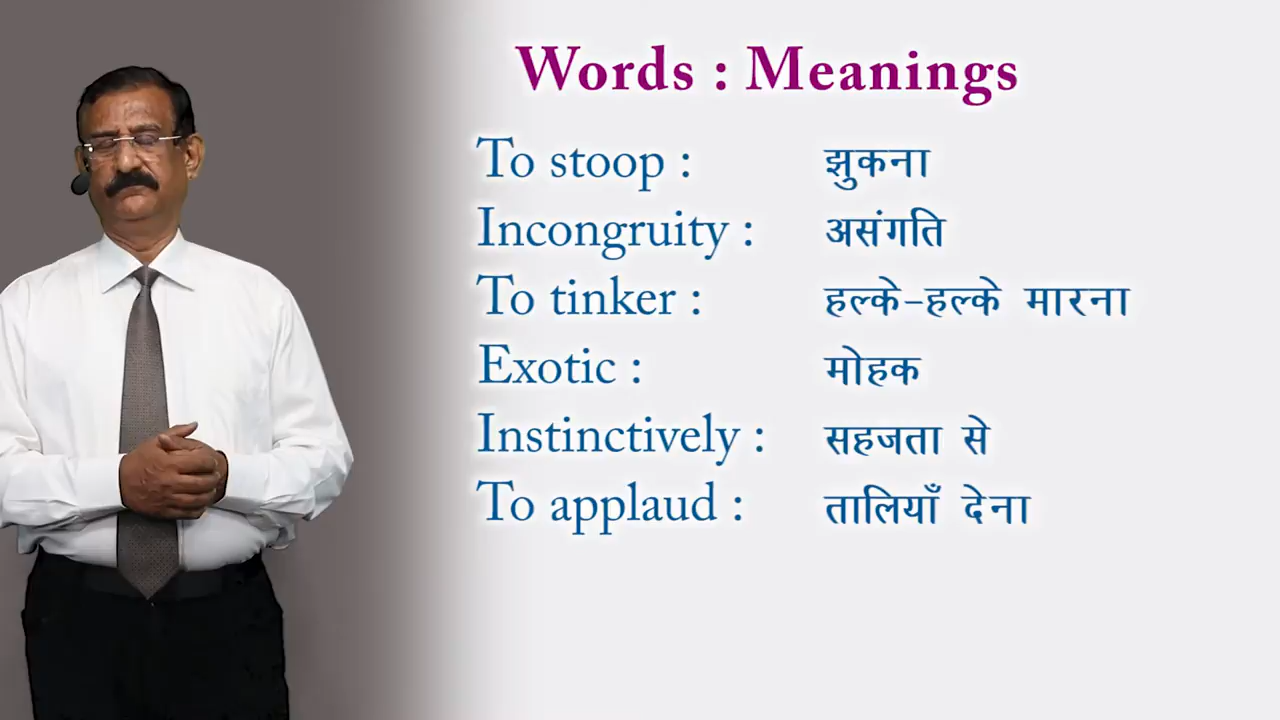 Words : Meanings
To stoop : झुकना
Incongruity : असंगति
To tinker : हल्के-हल्के मारना
Exotic : मोहक
Instinctively : सहजता से
To applaud : तालियाँ देना